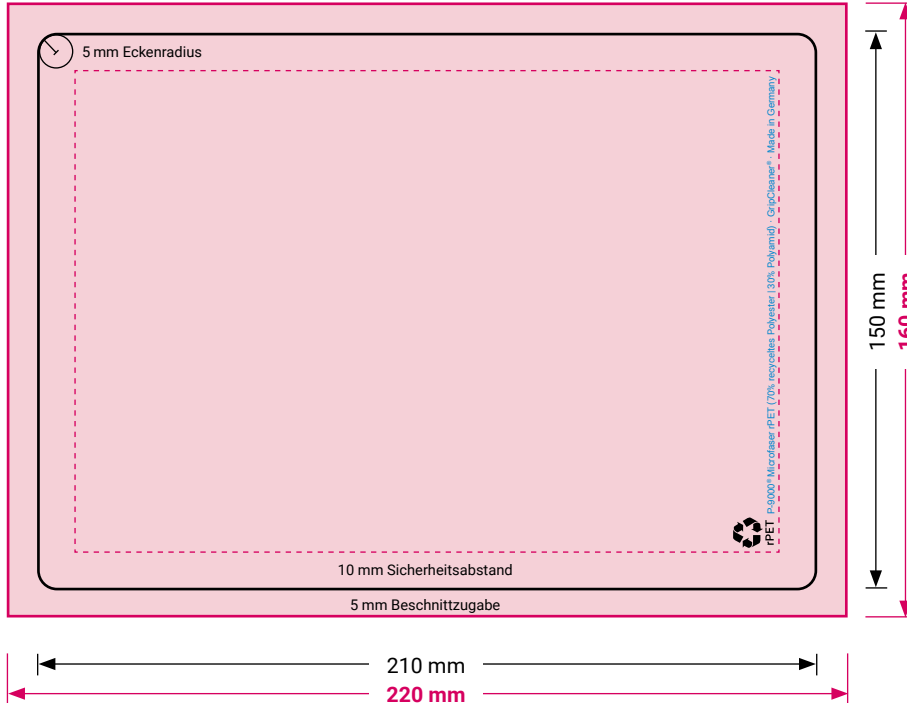 5 mm Eckenradius
P-9000® Microfaser rPET (70% recyceltes Polyester | 30% Polyamid) · GripCleaner® · Made in Germany
rPET
10 mm Sicherheitsabstand
5 mm Beschnittzugabe
150 mm
160 mm
210 mm
220 mm